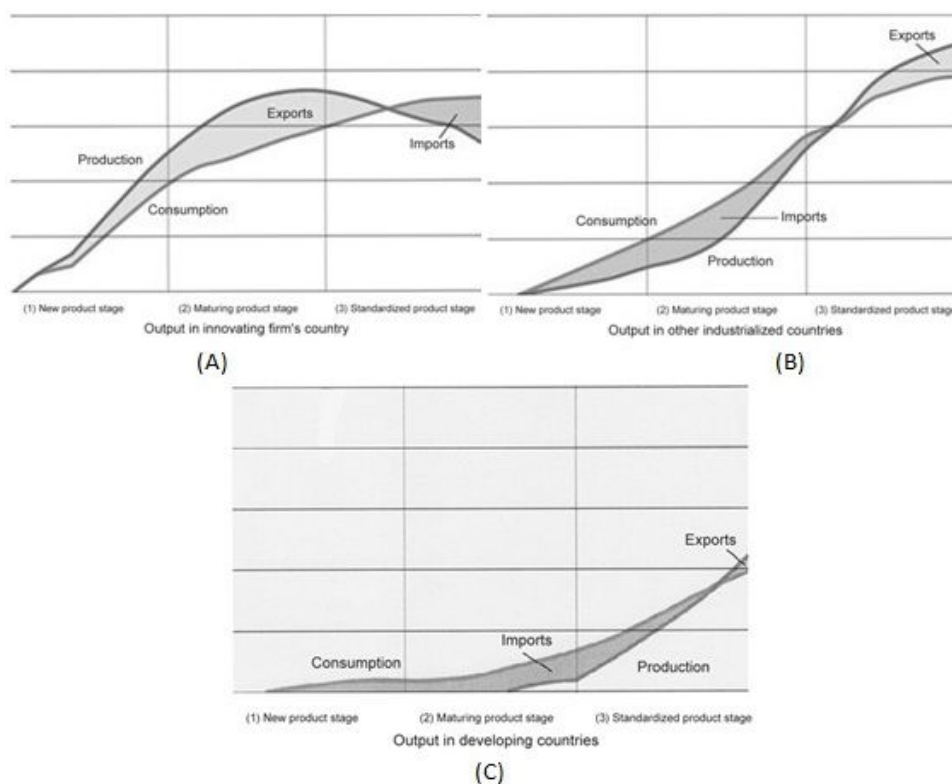 Exports
Production
Imports
Consumption
(1) New product stage
(2) Maturing product stage
(3) Standardized product stage
Output in innovating firm's country
(A)
Exports
Consumption
Imports
Production
(1) New product stage
(2) Maturing product stage
(3) Standardized product stage
Output in other industrialized countries
(B)
Exports
Imports
Consumption
Production
(1) New product stage
(2) Maturing product stage
(3) Standardized product stage
Output in developing countries
(C)